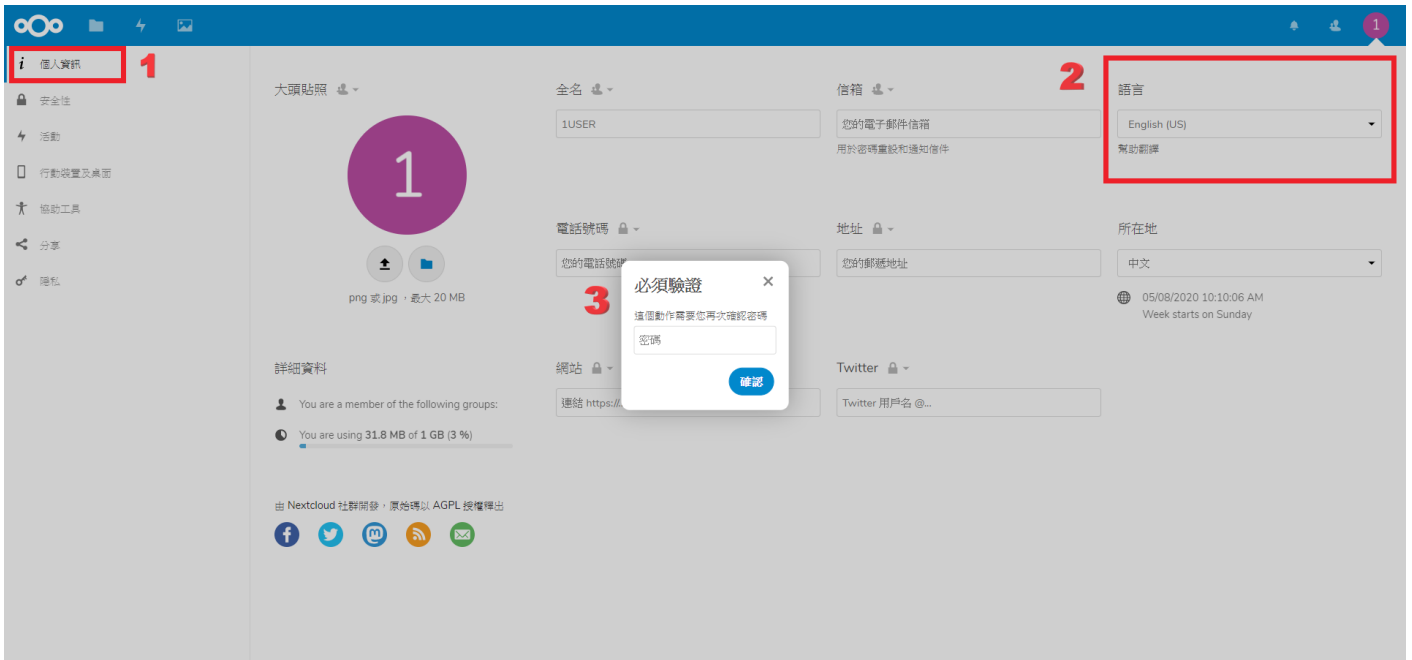 1
個人資訊
1
安全性
活動
行動裝置及桌面
協助工具
分享
隱私
大頭貼照
1
png 或 jpg,最大 20 MB
全名
1USER
信箱
您的電子郵件信箱
用於密碼重設和通知信件
2
語言
English (US)
幫助翻譯
電話號碼
您的電話號碼
地址
您的郵遞地址
所在地
中文
05/08/2020 10:10:06 AM
Week starts on Sunday
3
必須驗證
這個動作需要您再次確認密碼
密碼
確認
詳細資料
You are a member of the following groups:
You are using 31.8 MB of 1 GB (3 %)
網站
連結 https://...
Twitter
Twitter 用戶名 @...
由 Nextcloud 社群開發,原始碼以 AGPL 授權釋出